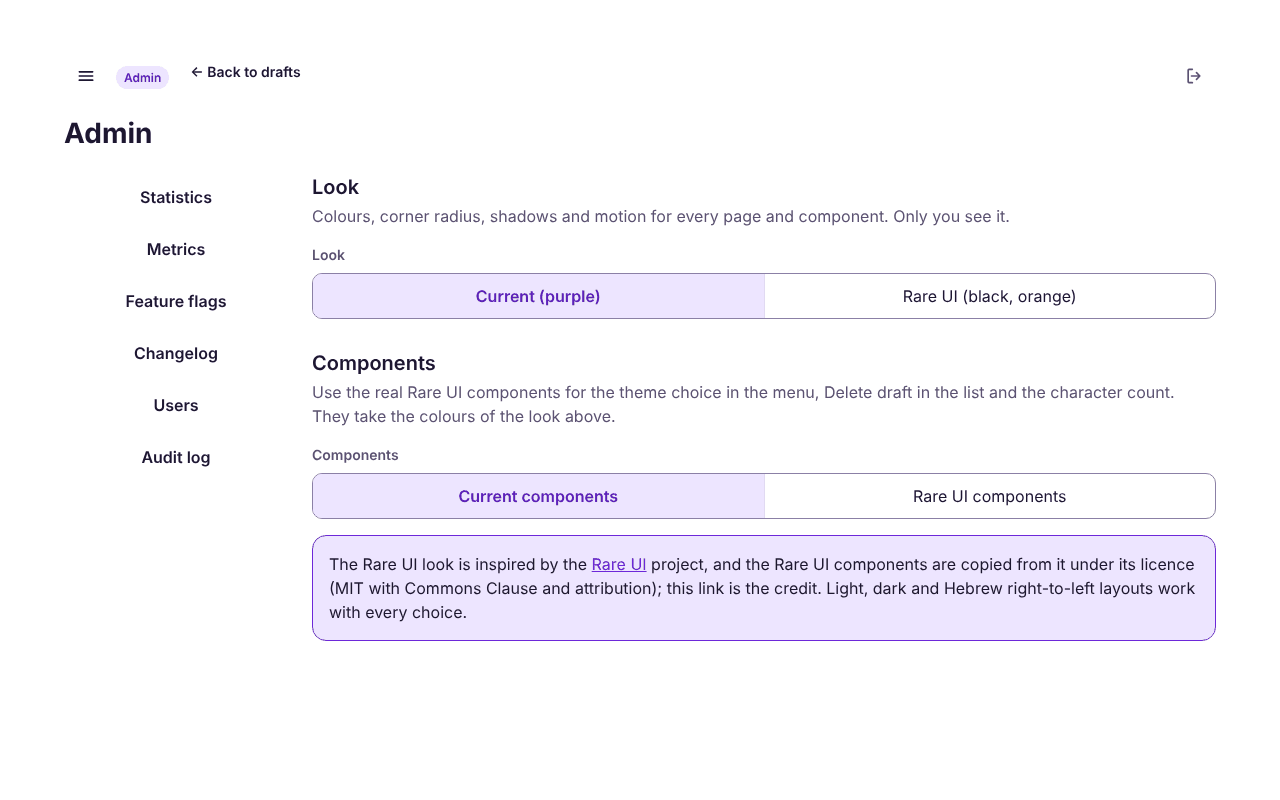 Admin
← Back to drafts
Admin
Statistics
Metrics
Feature flags
Changelog
Users
Audit log
Look
Colours, corner radius, shadows and motion for every page and component. Only you see it.
Look
Current (purple)
Rare UI (black, orange)
Components
Use the real Rare UI components for the theme choice in the menu, Delete draft in the list and the character count.
They take the colours of the look above.
Components
Current components
Rare UI components
The Rare UI look is inspired by the Rare UI project, and the Rare UI components are copied from it under its licence
(MIT with Commons Clause and attribution); this link is the credit. Light, dark and Hebrew right-to-left layouts work
with every choice.